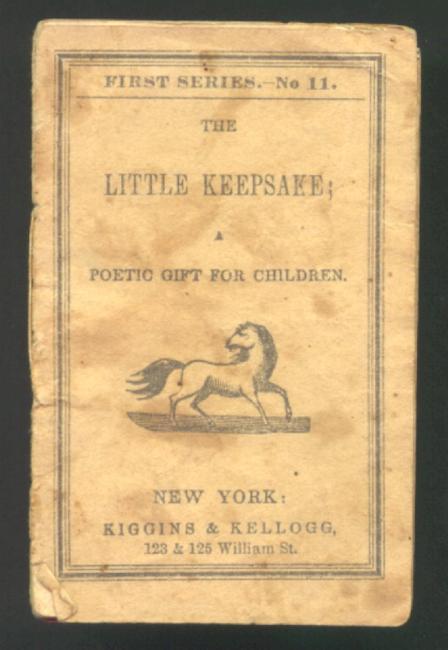 FIRST SERIES.—No 11.
THE
LITTLE KEEPSAKE;
A
POETIC GIFT FOR CHILDREN.
NEW YORK:
KIGGINS & KELLOGG,
123 & 125 William St.